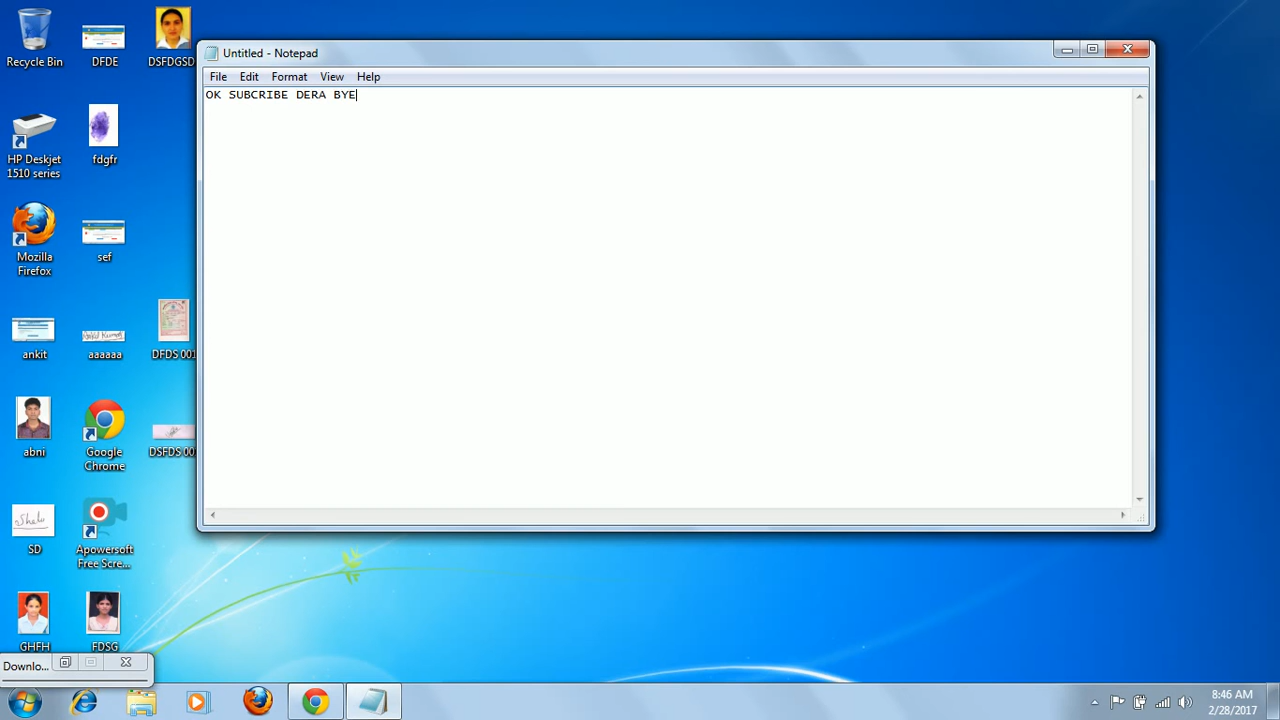 Recycle Bin
DFDE
DSFDGSD
HP Deskjet
1510 series
fdgfr
Mozilla
Firefox
sef
ankit
aaaaaa
DFDS 001
abni
Google
Chrome
DSFDS 00
SD
Apowersoft
Free Scre...
GHFH
FDSG
Untitled - Notepad
File Edit Format View Help
OK SUBCRIBE DERA BYE
Downlo...
8:46 AM
2/28/2017